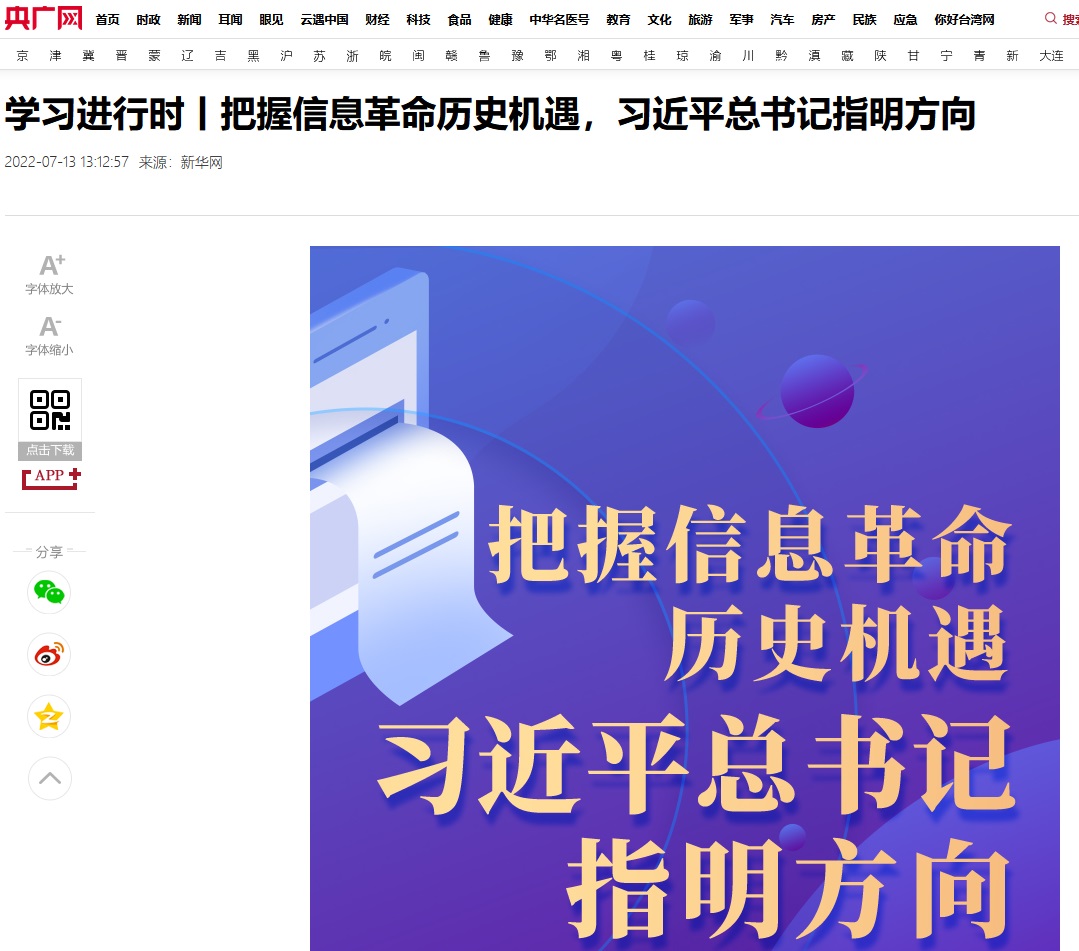 央广网 首页 时政 新闻 耳闻 眼见 云遇中国 财经 科技 食品 健康 中华名医号 教育 文化 旅游 军事 汽车 房产 民族 应急 你好台湾网 搜索
京 津 冀 晋 蒙 辽 吉 黑 沪 苏 浙 皖 闽 赣 鲁 豫 鄂 湘 粤 桂 琼 渝 川 黔 滇 藏 陕 甘 宁 青 新 大连
学习进行时丨把握信息革命历史机遇，习近平总书记指明方向
2022-07-13 13:12:57 来源：新华网
A+
字体放大
A-
字体缩小
点击下载
APP
分享
把握信息革命
历史机遇
习近平总书记
指明方向